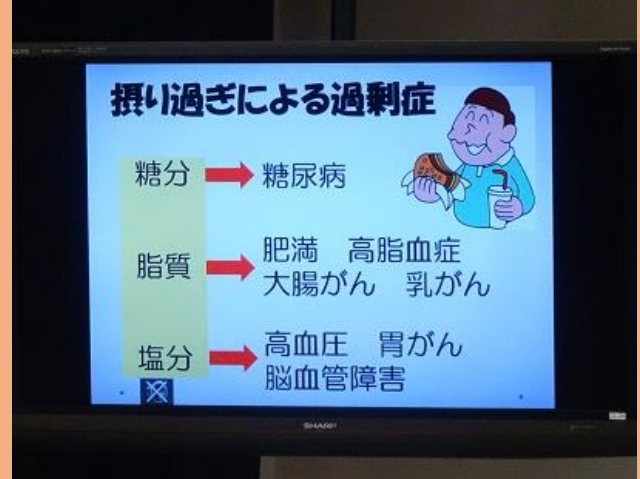 摂り過ぎによる過剰症
糖分 糖尿病
脂質 肥満 高脂血症
大腸がん 乳がん
塩分 高血圧 胃がん
脳血管障害
SHARP